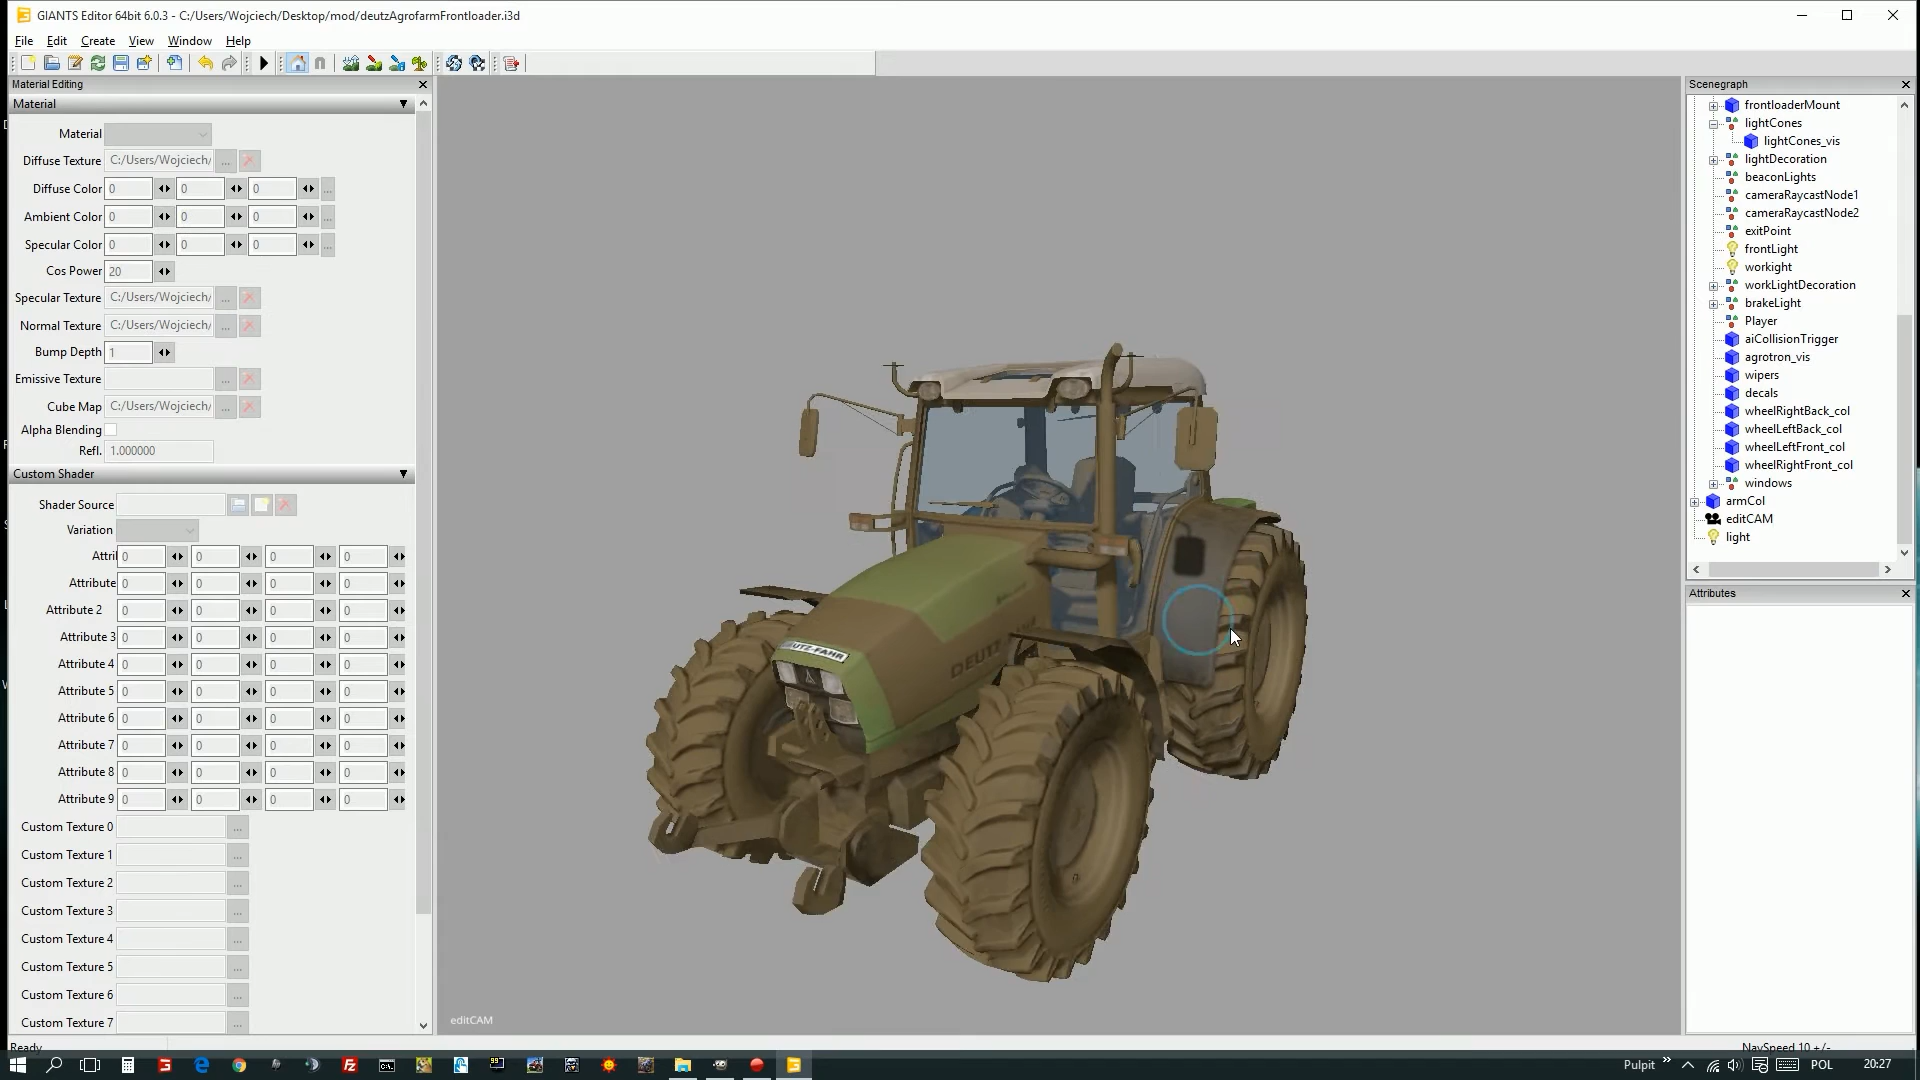 GIANTS Editor 64bit 6.0.3 - C:/Users/Wojciech/Desktop/mod/deutzAgrofarmFrontloader.i3d
File Edit Create View Window Help
Material Editing
Material
Material
Diffuse Texture C:/Users/Wojciech/ ...
Diffuse Color 0 0 0 ...
Ambient Color 0 0 0 ...
Specular Color 0 0 0 ...
Cos Power 20
Specular Texture C:/Users/Wojciech/ ...
Normal Texture C:/Users/Wojciech/ ...
Bump Depth 1
Emissive Texture ...
Cube Map C:/Users/Wojciech/ ...
Alpha Blending
Refl. 1.000000
Custom Shader
Shader Source
Variation
Attri 0 0 0 0
Attribute 0 0 0 0
Attribute 2 0 0 0 0
Attribute 3 0 0 0 0
Attribute 4 0 0 0 0
Attribute 5 0 0 0 0
Attribute 6 0 0 0 0
Attribute 7 0 0 0 0
Attribute 8 0 0 0 0
Attribute 9 0 0 0 0
Custom Texture 0 ...
Custom Texture 1 ...
Custom Texture 2 ...
Custom Texture 3 ...
Custom Texture 4 ...
Custom Texture 5 ...
Custom Texture 6 ...
Custom Texture 7 ...
Ready
UTZ-FAHR
DEUTZ
editCAM
Scenegraph
frontloaderMount
lightCones
lightCones_vis
lightDecoration
beaconLights
cameraRaycastNode1
cameraRaycastNode2
exitPoint
frontLight
workight
workLightDecoration
brakeLight
Player
aiCollisionTrigger
agrotron_vis
wipers
decals
wheelRightBack_col
wheelLeftBack_col
wheelLeftFront_col
wheelRightFront_col
windows
armCol
editCAM
light
Attributes
NavSpeed 10 +/-
Pulpit
POL
20:27